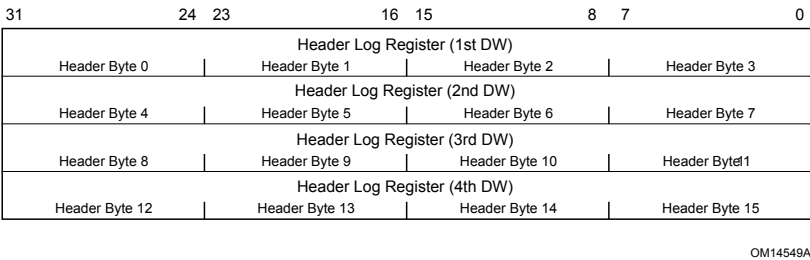 31 24 23 16 15 8 7 0
Header Log Register (1st DW)
Header Byte 0 Header Byte 1 Header Byte 2 Header Byte 3
Header Log Register (2nd DW)
Header Byte 4 Header Byte 5 Header Byte 6 Header Byte 7
Header Log Register (3rd DW)
Header Byte 8 Header Byte 9 Header Byte 10 Header Byte11
Header Log Register (4th DW)
Header Byte 12 Header Byte 13 Header Byte 14 Header Byte 15
OM14549A